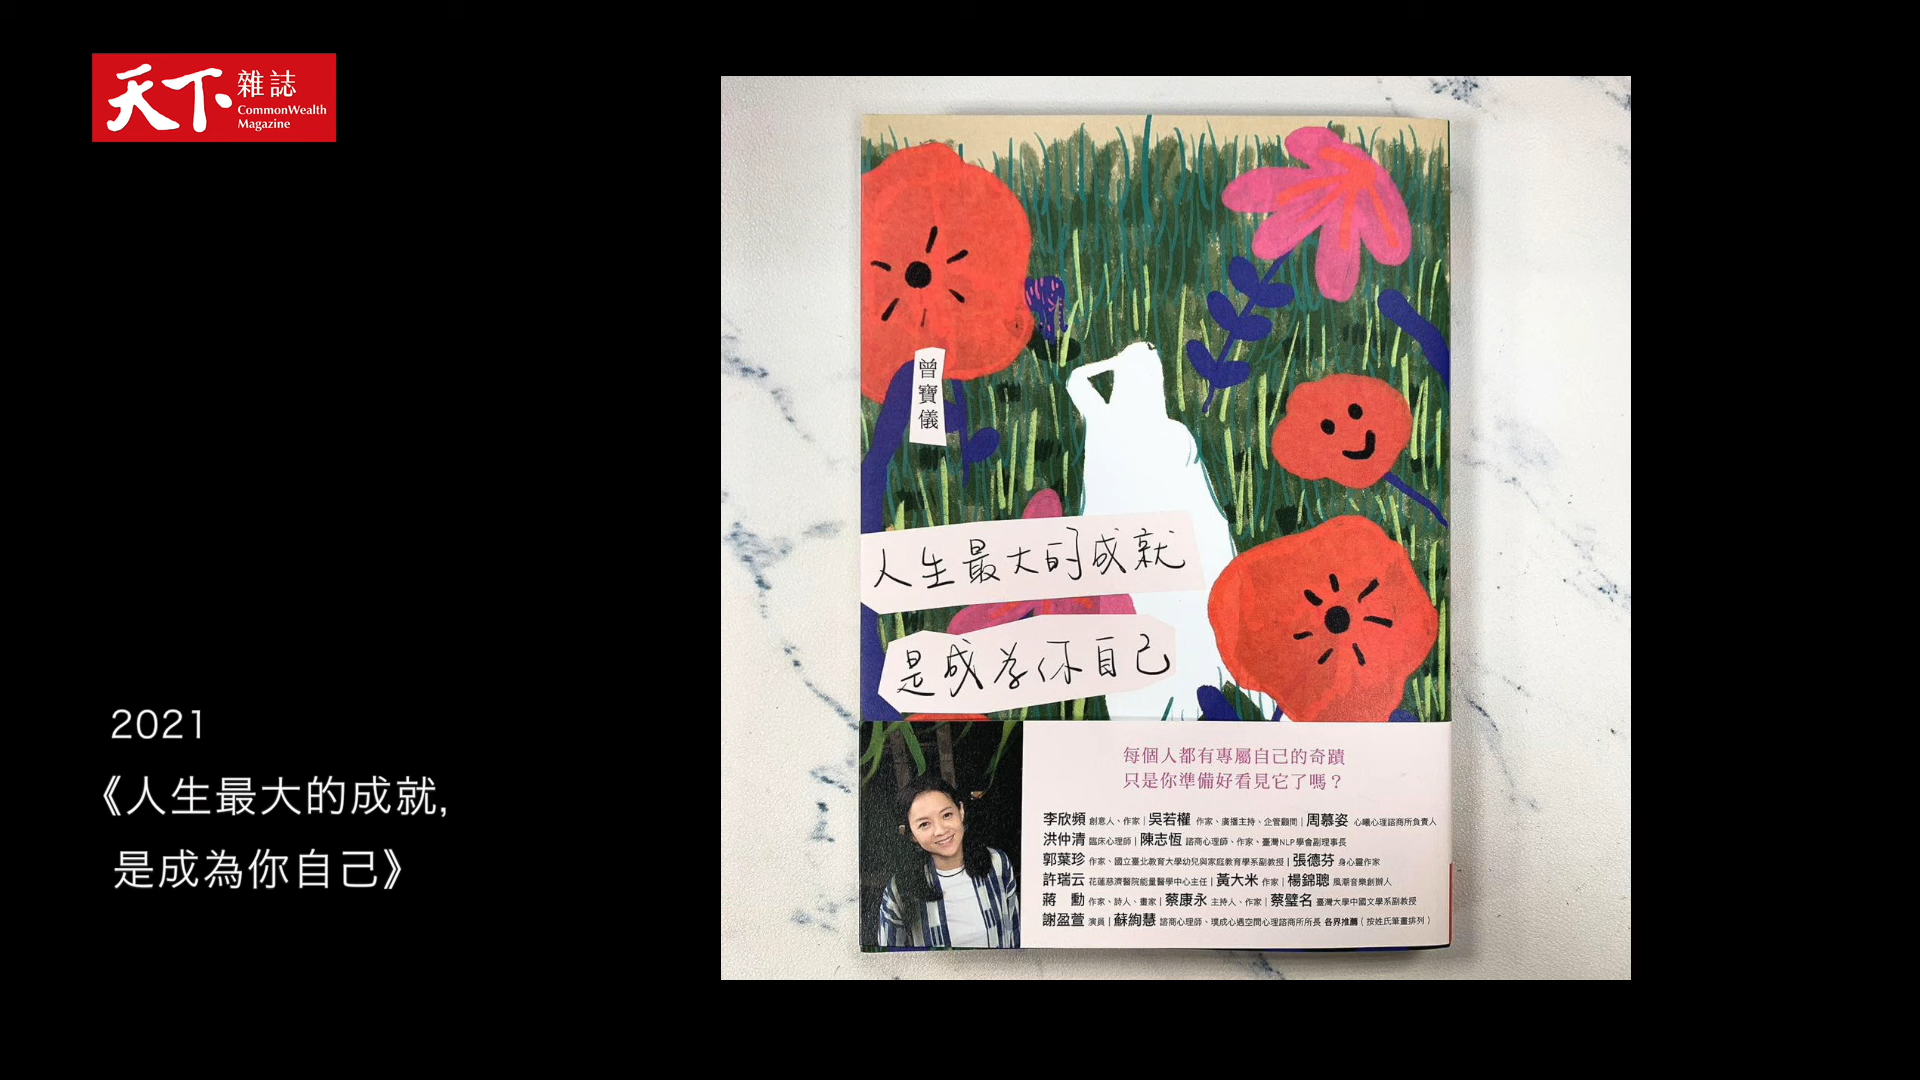 天下雜誌
CommonWealth
Magazine
2021
《人生最大的成就,
是成為你自己》
曾寶儀
人生最大的成就
是成為你自己
每個人都有專屬自己的奇蹟
只是你準備好看見它了嗎？
李欣頻 創意人、作家｜吳若權 作家、廣播主持、企管顧問｜周慕姿 心曦心理諮商所負責人
洪仲清 臨床心理師｜陳志恆 諮商心理師、作家、臺灣NLP學會副理事長
郭葉珍 作家、國立臺北教育大學幼兒與家庭教育學系副教授｜張德芬 身心靈作家
許瑞云 花蓮慈濟醫院能量醫學中心主任｜黃大米 作家｜楊錦聰 風潮音樂創辦人
蔣　勳 作家、詩人、畫家｜蔡康永 主持人、作家｜蔡璧名 臺灣大學中國文學系副教授
謝盈萱 演員｜蘇絢慧 諮商心理師、璞成心遇空間心理諮商所所長 各界推薦（按姓氏筆畫排列）